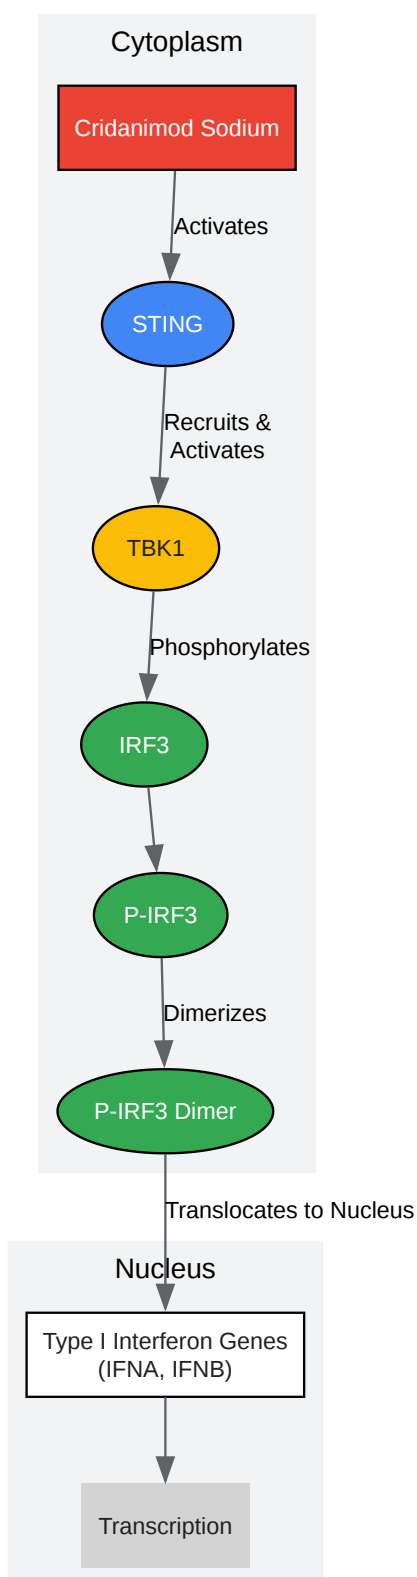 Cytoplasm
Cridanimod Sodium
Activates
STING
Recruits &
Activates
TBK1
Phosphorylates
IRF3
P-IRF3
Dimerizes
P-IRF3 Dimer
Translocates to Nucleus
Nucleus
Type I Interferon Genes
(IFNA, IFNB)
Transcription